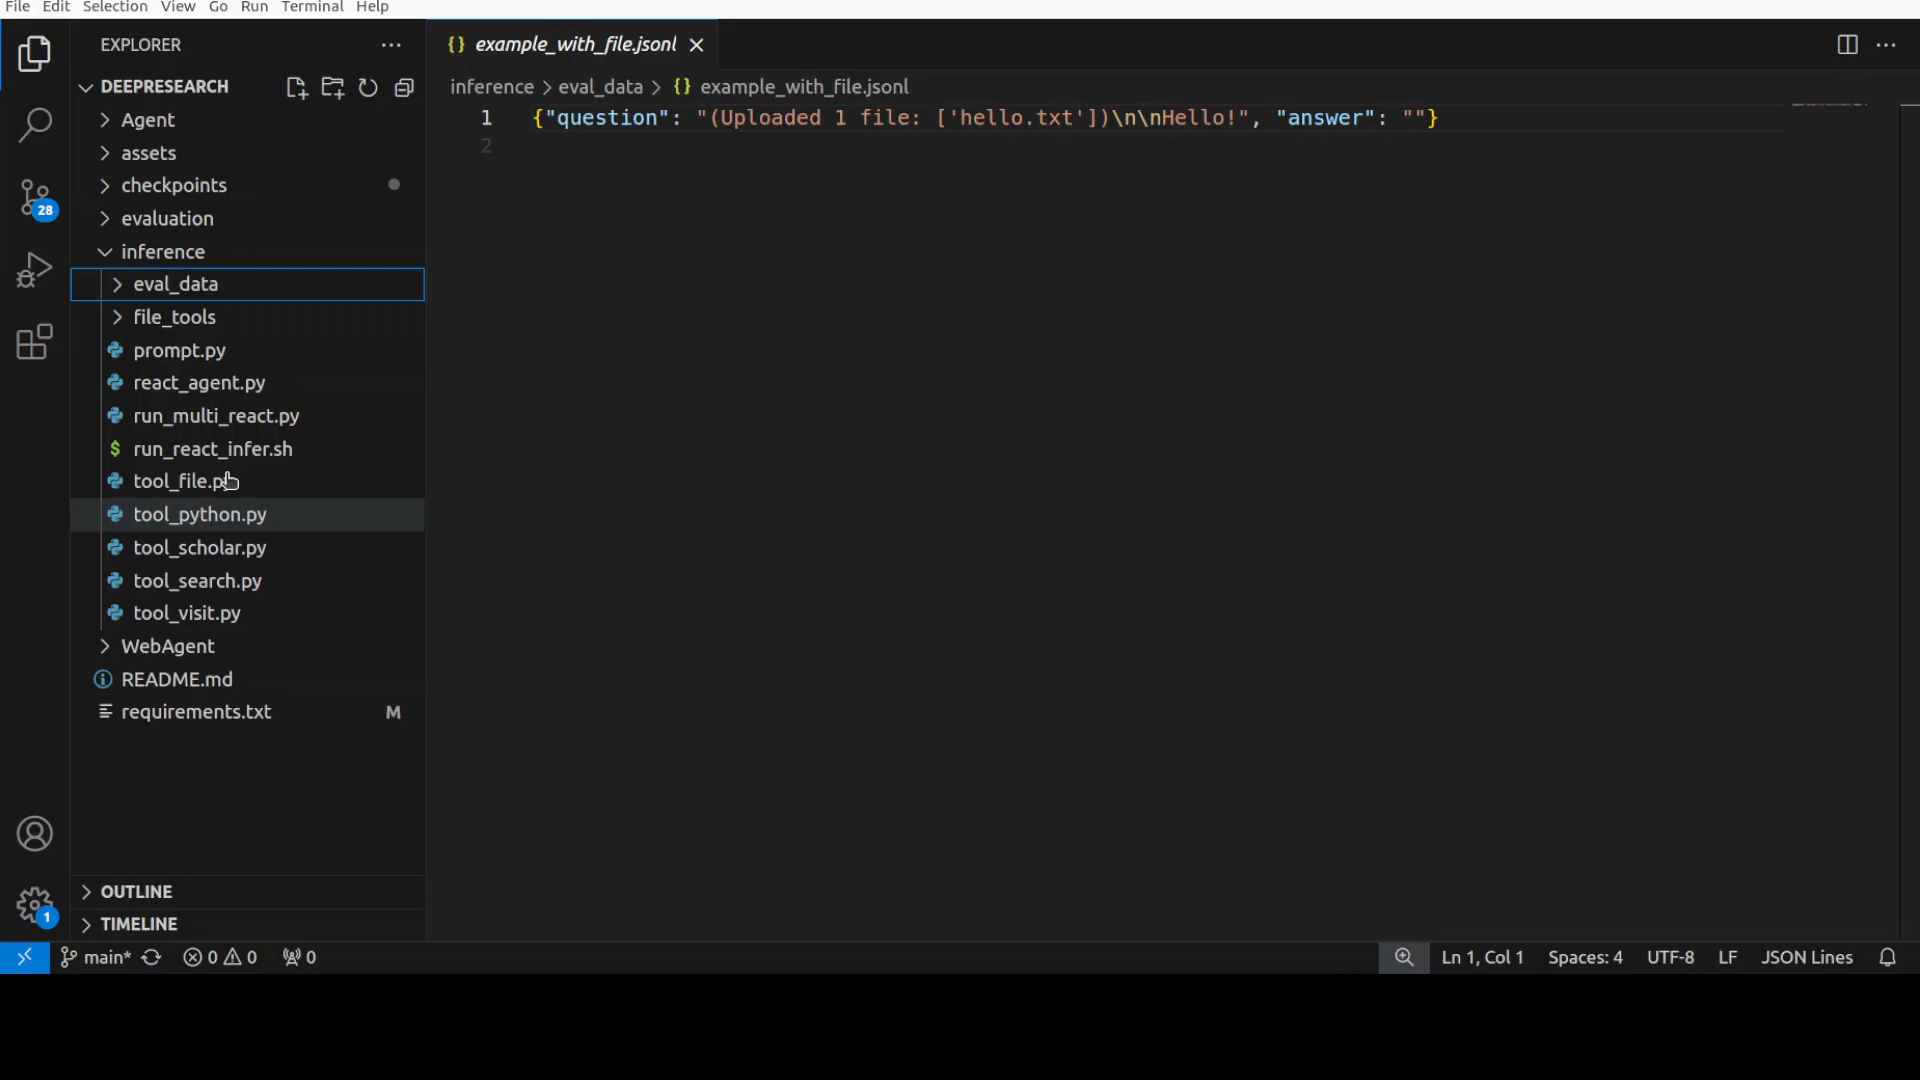 File Edit Selection View Go Run Terminal Help
EXPLORER
DEEPRESEARCH
Agent
assets
checkpoints
evaluation
inference
eval_data
file_tools
prompt.py
react_agent.py
run_multi_react.py
run_react_infer.sh
tool_file.py
tool_python.py
tool_scholar.py
tool_search.py
tool_visit.py
WebAgent
README.md
requirements.txt M
OUTLINE
TIMELINE
28
1
{} example_with_file.jsonl
inference > eval_data > {} example_with_file.jsonl
1 {"question": "(Uploaded 1 file: ['hello.txt'])\n\nHello!", "answer": ""}
2
main* 0 0 0 Ln 1, Col 1 Spaces: 4 UTF-8 LF JSON Lines